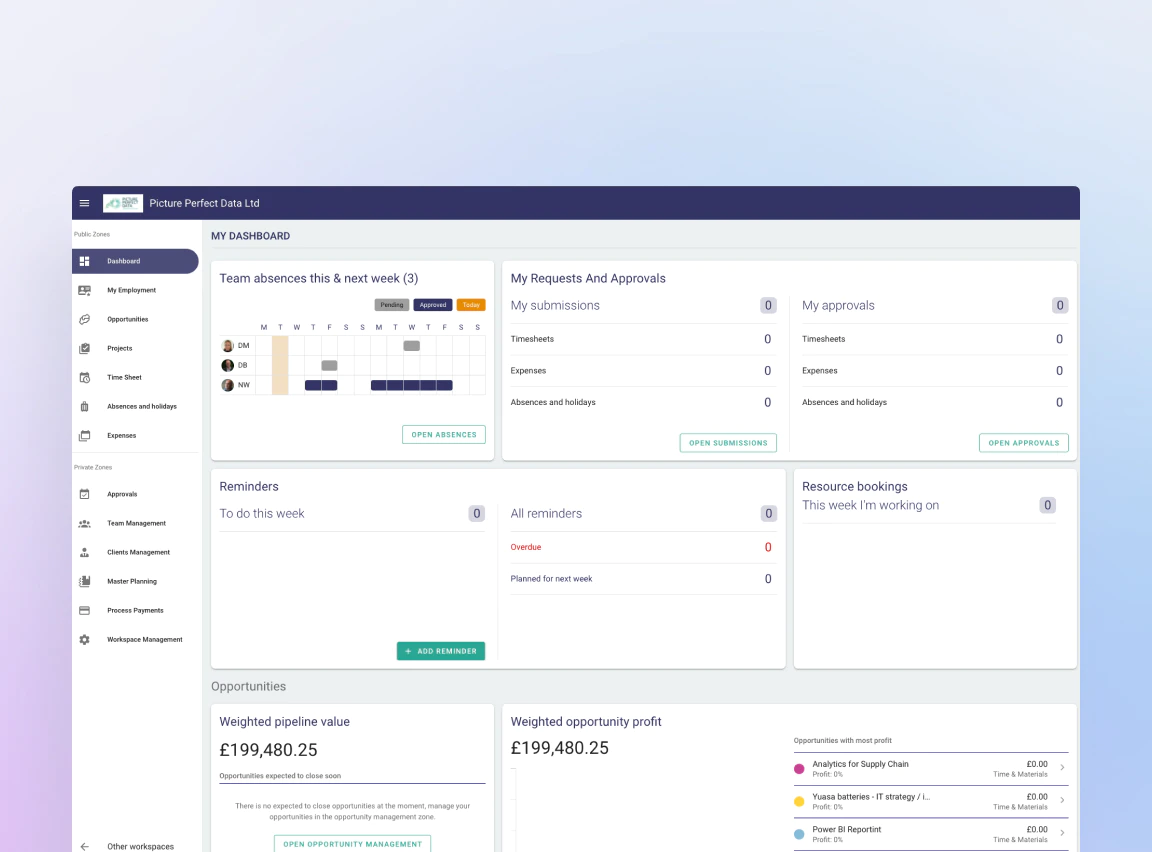 PICTURE
PERFECT
DATA
Picture Perfect Data Ltd
Public Zones
Dashboard
My Employment
Opportunities
Projects
Time Sheet
Absences and holidays
Expenses
Private Zones
Approvals
Team Management
Clients Management
Master Planning
Process Payments
Workspace Management
Other workspaces
MY DASHBOARD
Team absences this & next week (3)
Pending Approved Today
M T W T F S S M T W T F S S
DM
DB
NW
OPEN ABSENCES
My Requests And Approvals
My submissions 0
Timesheets 0
Expenses 0
Absences and holidays 0
OPEN SUBMISSIONS
My approvals 0
Timesheets 0
Expenses 0
Absences and holidays 0
OPEN APPROVALS
Reminders
To do this week 0
+ ADD REMINDER
All reminders 0
Overdue 0
Planned for next week 0
Resource bookings
This week I'm working on 0
Opportunities
Weighted pipeline value
£199,480.25
Opportunities expected to close soon
There is no expected to close opportunities at the moment, manage your
opportunities in the opportunity management zone.
OPEN OPPORTUNITY MANAGEMENT
Weighted opportunity profit
£199,480.25
Opportunities with most profit
Analytics for Supply Chain £0.00
Profit: 0% Time & Materials
Yuasa batteries - IT strategy / i... £0.00
Profit: 0% Time & Materials
Power BI Reportint £0.00
Profit: 0% Time & Materials